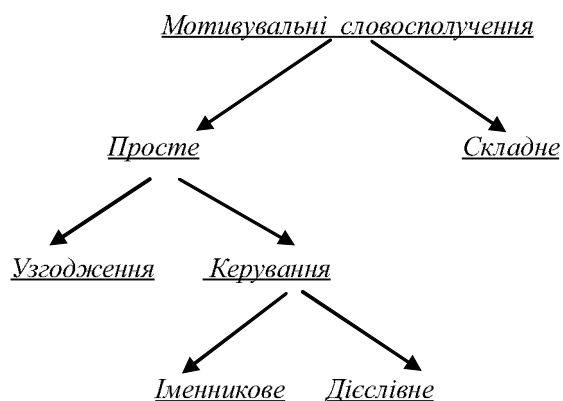 Мотивувальні словосполучення
Просте Складне
Узгодження Керування
Іменникове Дієслівне